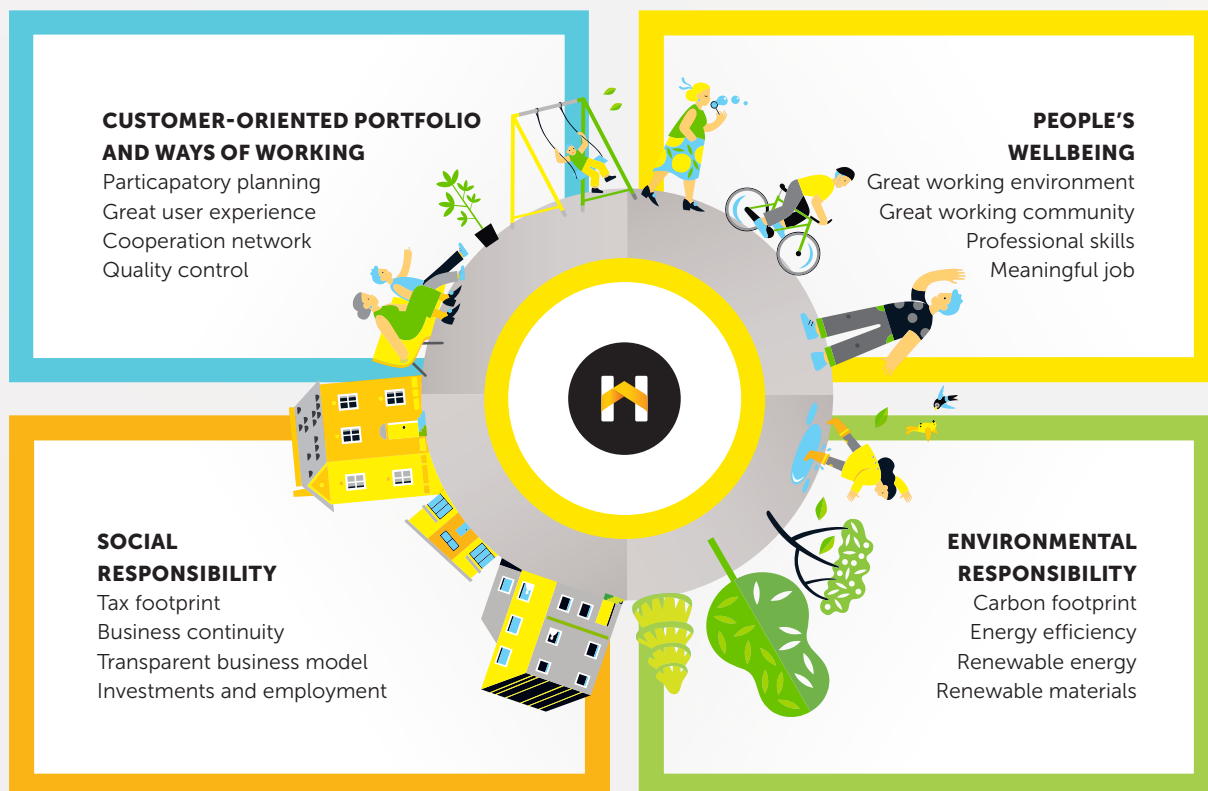 CUSTOMER-ORIENTED PORTFOLIO
AND WAYS OF WORKING
Particapatory planning
Great user experience
Cooperation network
Quality control
PEOPLE'S
WELLBEING
Great working environment
Great working community
Professional skills
Meaningful job
H
SOCIAL
RESPONSIBILITY
Tax footprint
Business continuity
Transparent business model
Investments and employment
ENVIRONMENTAL
RESPONSIBILITY
Carbon footprint
Energy efficiency
Renewable energy
Renewable materials